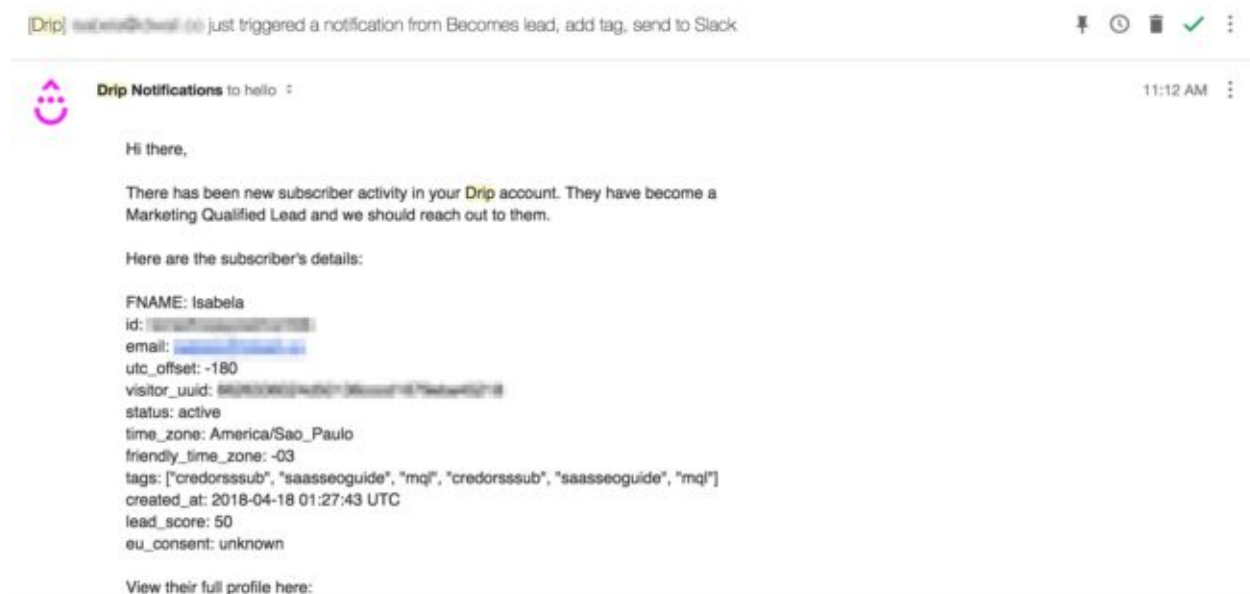 [Drip] just triggered a notification from Becomes lead, add tag, send to Slack
Drip Notifications to hello
11:12 AM
Hi there,
There has been new subscriber activity in your Drip account. They have become a
Marketing Qualified Lead and we should reach out to them.
Here are the subscriber's details:
FNAME: Isabela
id:
email:
utc_offset: -180
visitor_uuid:
status: active
time_zone: America/Sao_Paulo
friendly_time_zone: -03
tags: ["credorsssub", "saasseoguide", "mql", "credorsssub", "saasseoguide", "mql"]
created_at: 2018-04-18 01:27:43 UTC
lead_score: 50
eu_consent: unknown
View their full profile here: